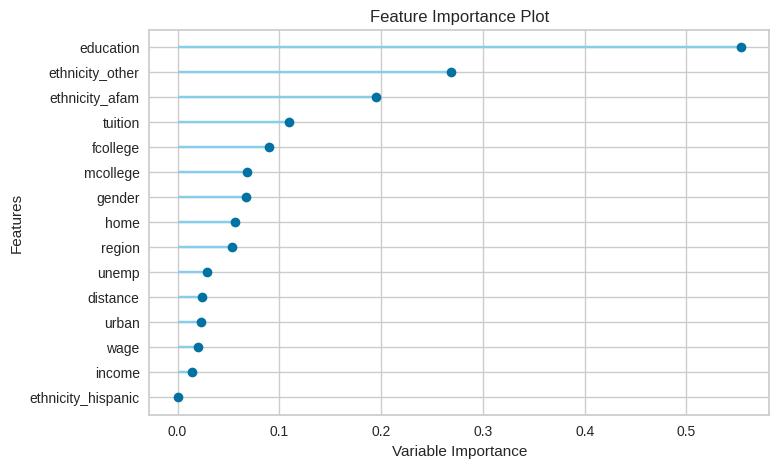 Feature Importance Plot
Features
education
ethnicity_other
ethnicity_afam
tuition
fcollege
mcollege
gender
home
region
unemp
distance
urban
wage
income
ethnicity_hispanic
0.0 0.1 0.2 0.3 0.4 0.5
Variable Importance